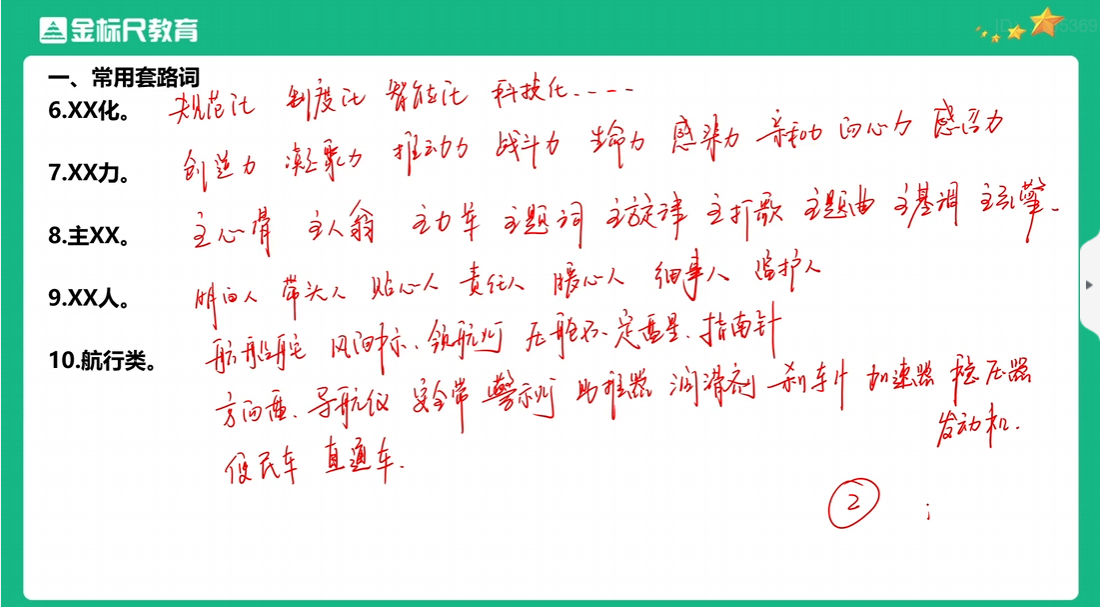 金标尺教育
一、常用套路词
6.XX化。 规范化 制度化 智能化 科技化.....
7.XX力。 创造力 凝聚力 推动力 战斗力 生命力 感染力 亲和力 向心力 感召力
8.主XX。 主心骨 主人翁 主力军 主题词 主旋律 主打歌 主题曲 主基调 主引擎.
9.XX人。 明白人 带头人 贴心人 责任人 暖心人 细事人 监护人
10.航行类。 航船舵 风向标、领航灯 压舱石、定盘星、指南针
方向盘、导航仪 安全带 警示灯 助推器 润滑剂 刹车片 加速器 稳压器
发动机.
便民车 直通车.
2